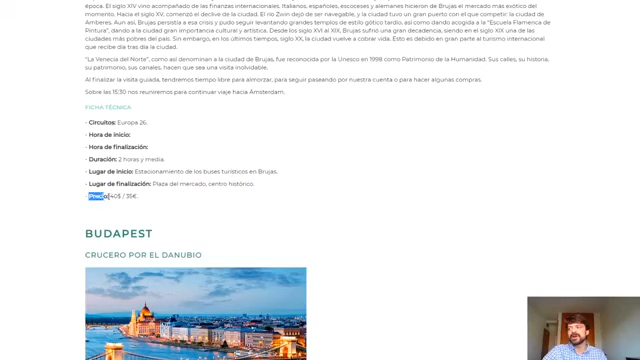 época. El siglo XIV vino acompañado de las finanzas internacionales. Italianos, españoles, escoceses y alemanes hicieron de Brujas el mercado más exótico del
momento. Hacia el siglo XV, comenzó el declive de la ciudad. El río Zwin dejó de ser navegable, y la ciudad tuvo un gran puerto con el que competir: la ciudad de
Amberes. Aun así, Brujas persistía a esa crisis y pudo seguir levantando grandes templos de estilo gótico tardío, así como dando acogida a la "Escuela Flamenca de
Pintura", dando a la ciudad gran importancia cultural y artística. Desde los siglos XVI al XIX, Brujas sufrió una gran decadencia, siendo en el siglo XIX una de las
ciudades más pobres del país. Sin embargo, en los últimos tiempos, siglo XX, la ciudad vuelve a cobrar vida. Esto es debido en gran parte al turismo internacional
que recibe día tras día la ciudad.
"La Venecia del Norte", como así denominan a la ciudad de Brujas, fue reconocida por la Unesco en 1998 como Patrimonio de la Humanidad: Sus calles, su historia,
su patrimonio, sus canales, hacen que sea una visita inolvidable.
Al finalizar la visita guiada, tendremos tiempo libre para almorzar, para seguir paseando por nuestra cuenta o para hacer algunas compras.
Sobre las 15:30 nos reuniremos para continuar viaje hacia Ámsterdam.
FICHA TÉCNICA
- Circuitos: Europa 26.
- Hora de inicio:
- Hora de finalización:
- Duración: 2 horas y media.
- Lugar de inicio: Estacionamiento de los buses turísticos en Brujas.
- Lugar de finalización: Plaza del mercado, centro histórico.
- Precio: 40$ / 35€.
BUDAPEST
CRUCERO POR EL DANUBIO